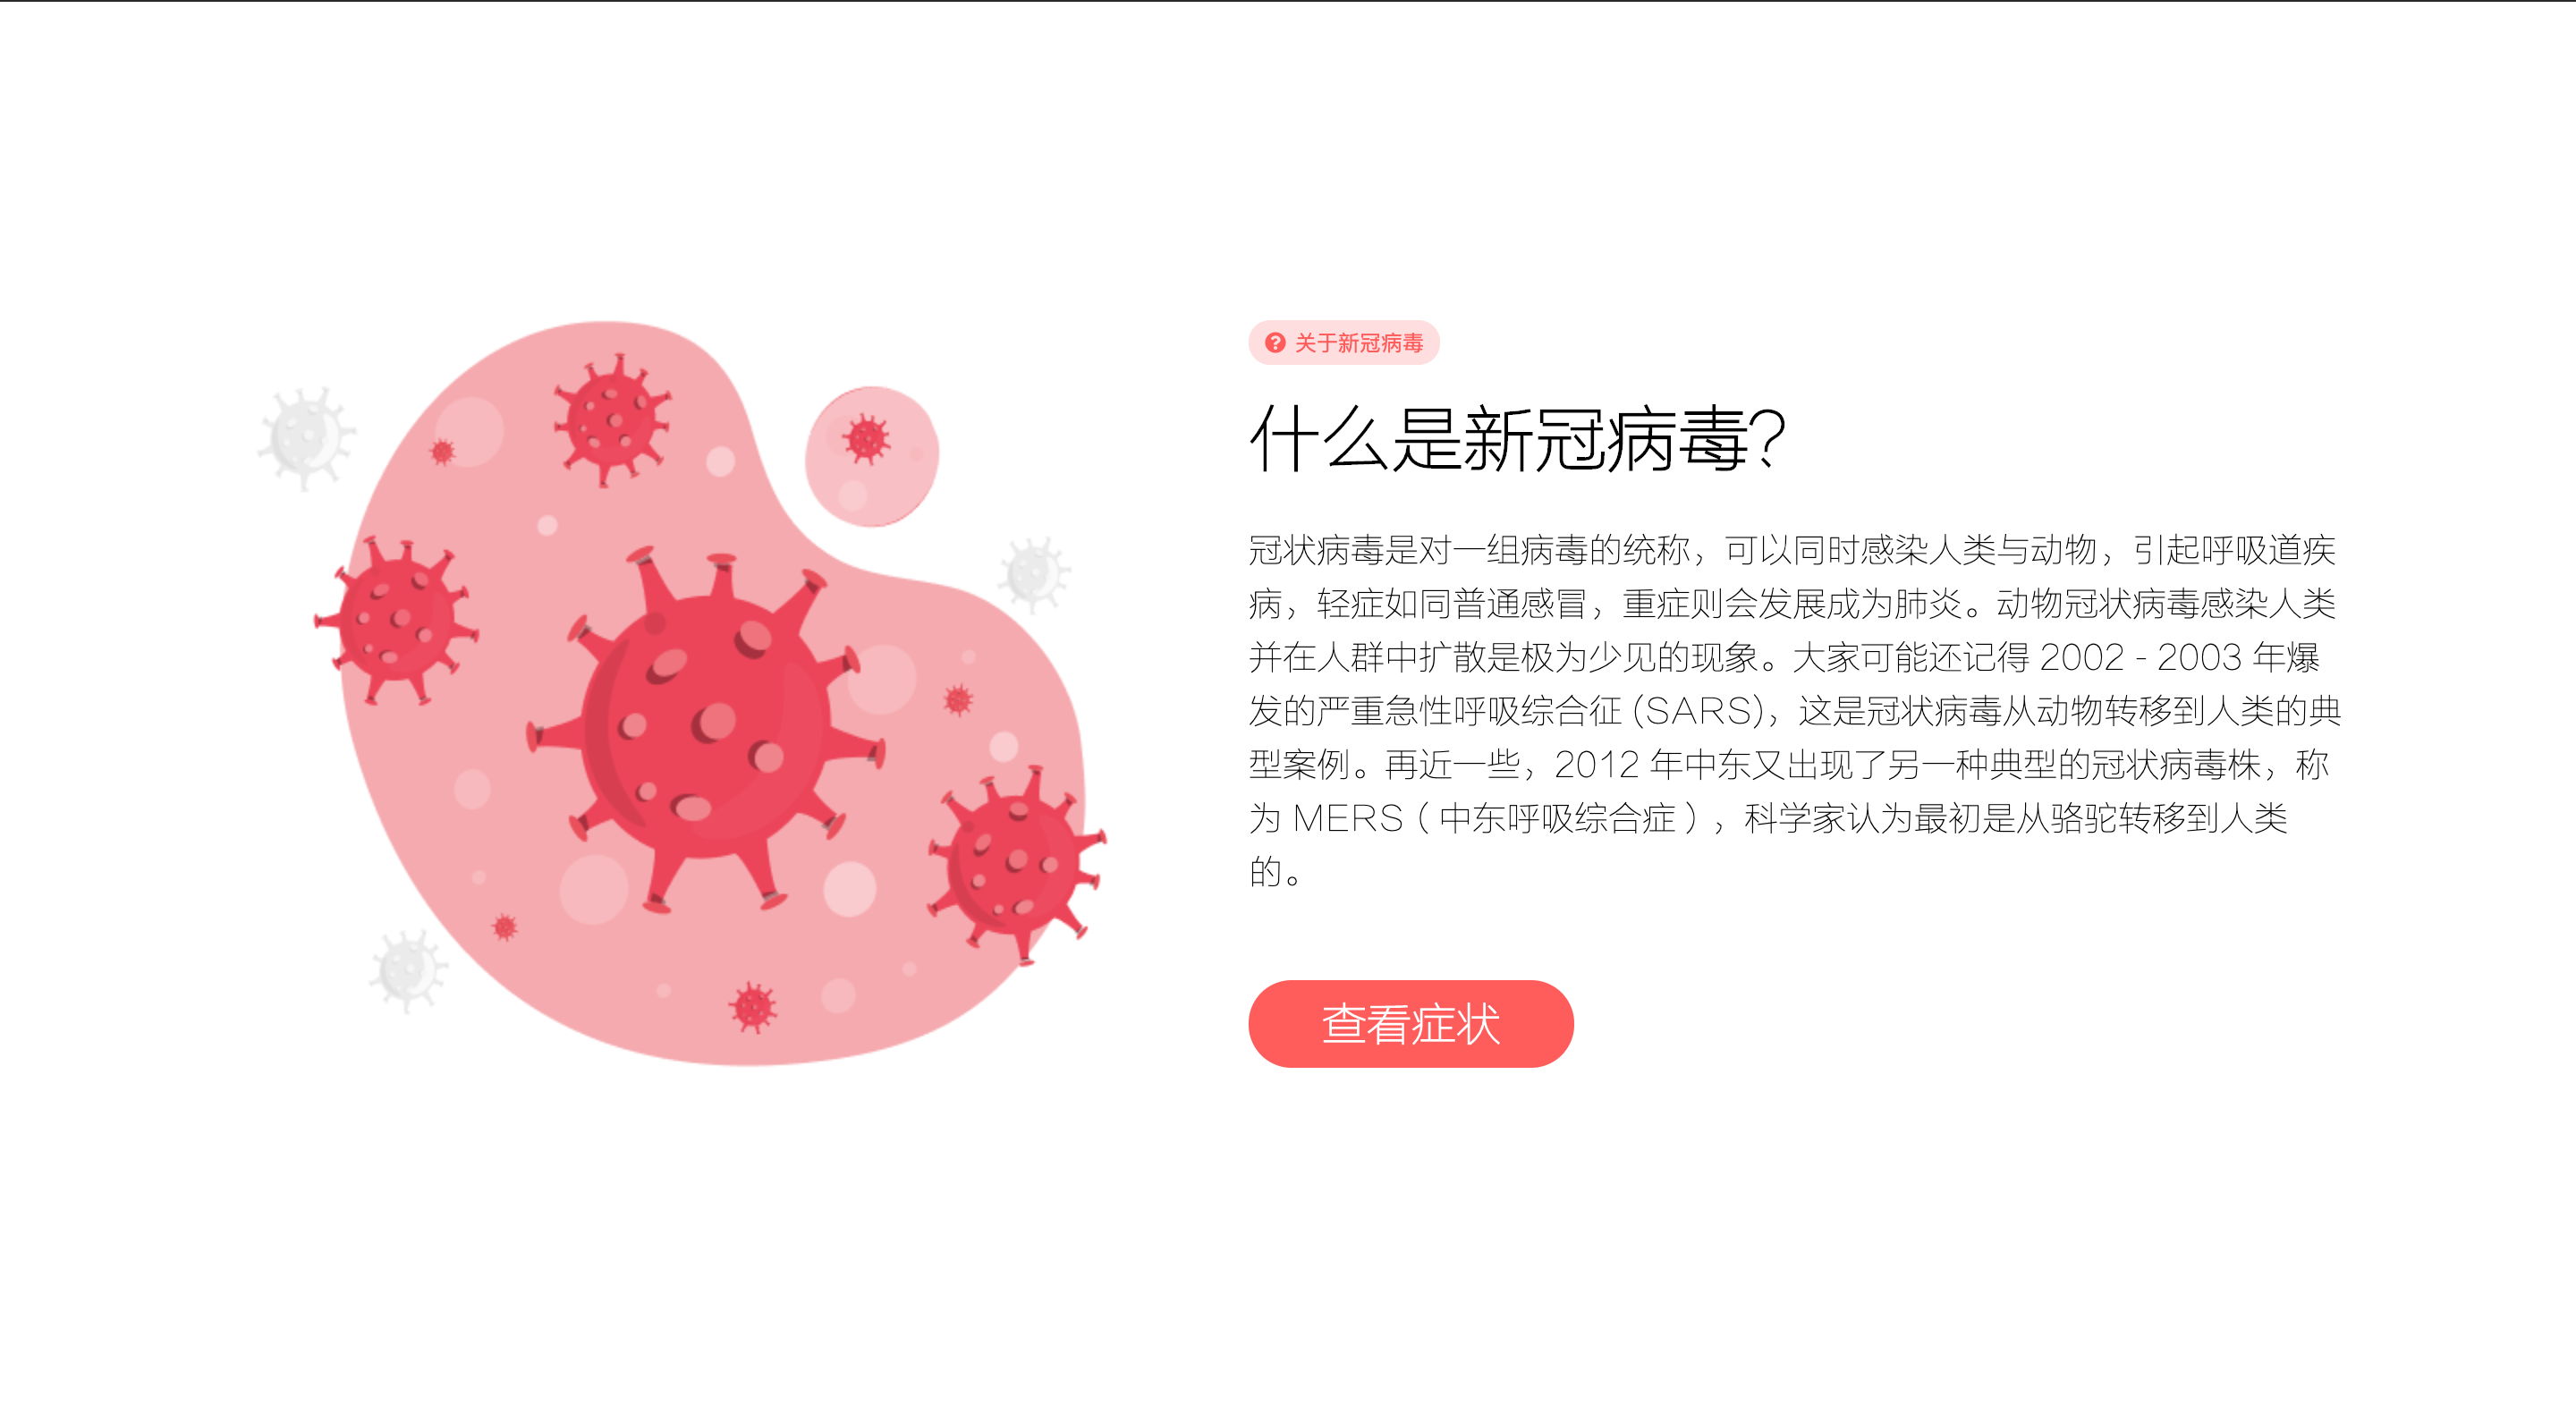 关于新冠病毒
什么是新冠病毒？
冠状病毒是对一组病毒的统称，可以同时感染人类与动物，引起呼吸道疾
病，轻症如同普通感冒，重症则会发展成为肺炎。动物冠状病毒感染人类
并在人群中扩散是极为少见的现象。大家可能还记得 2002 - 2003 年爆
发的严重急性呼吸综合征 (SARS)，这是冠状病毒从动物转移到人类的典
型案例。再近一些，2012 年中东又出现了另一种典型的冠状病毒株，称
为 MERS（中东呼吸综合症），科学家认为最初是从骆驼转移到人类
的。
查看症状